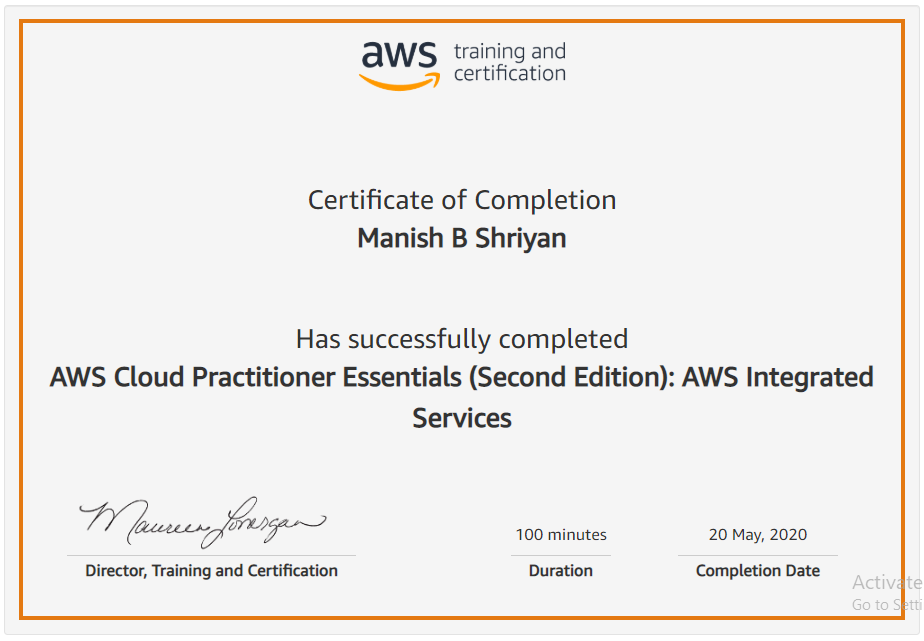 aws training and
certification
Certificate of Completion
Manish B Shriyan
Has successfully completed
AWS Cloud Practitioner Essentials (Second Edition): AWS Integrated
Services
Maureen Lonergan
100 minutes
20 May, 2020
Director, Training and Certification
Duration
Completion Date
Activate
Go to Setti